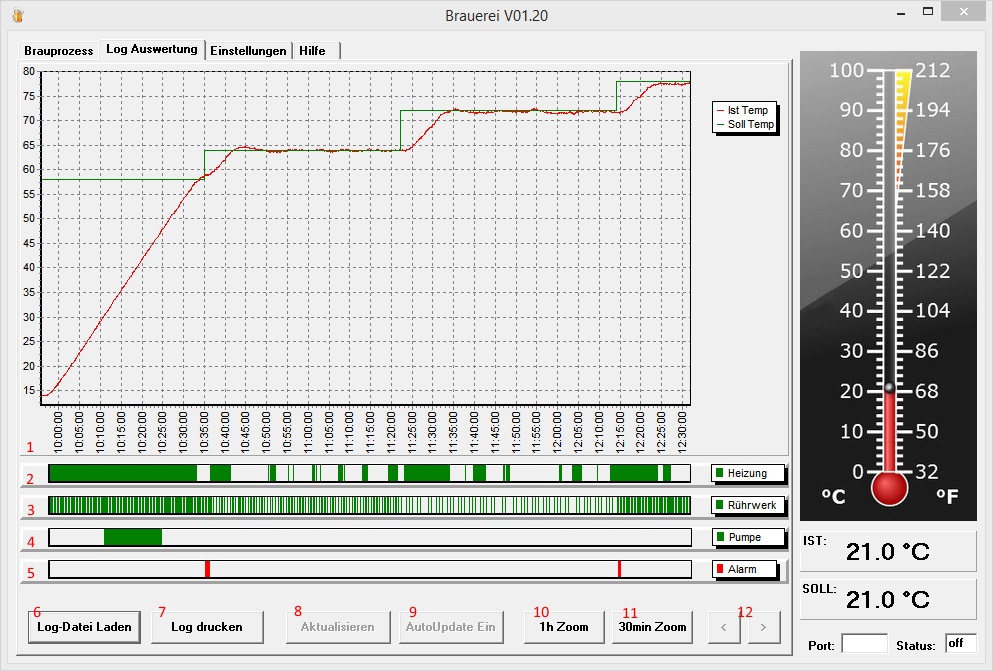 Brauerei V01.20
Brauprozess Log Auswertung Einstellungen Hilfe
80
75
70
65
60
55
50
45
40
35
30
25
20
15
Ist Temp
Soll Temp
10:00:00 10:05:00 10:10:00 10:15:00 10:20:00 10:25:00 10:30:00 10:35:00 10:40:00 10:45:00 10:50:00 10:55:00 11:00:00 11:05:00 11:10:00 11:15:00 11:20:00 11:25:00 11:30:00 11:35:00 11:40:00 11:45:00 11:50:00 11:55:00 12:00:00 12:05:00 12:10:00 12:15:00 12:20:00 12:25:00 12:30:00
1
2 Heizung
3 Rührwerk
4 Pumpe
5 Alarm
6 7 8 9 10 11 12
Log-Datei Laden Log drucken Aktualisieren AutoUpdate Ein 1h Zoom 30min Zoom < >
100 212
90 194
80 176
70 158
60 140
50 122
40 104
30 86
20 68
10 50
0 32
ºC ºF
IST: 21.0 °C
SOLL: 21.0 °C
Port: Status: off